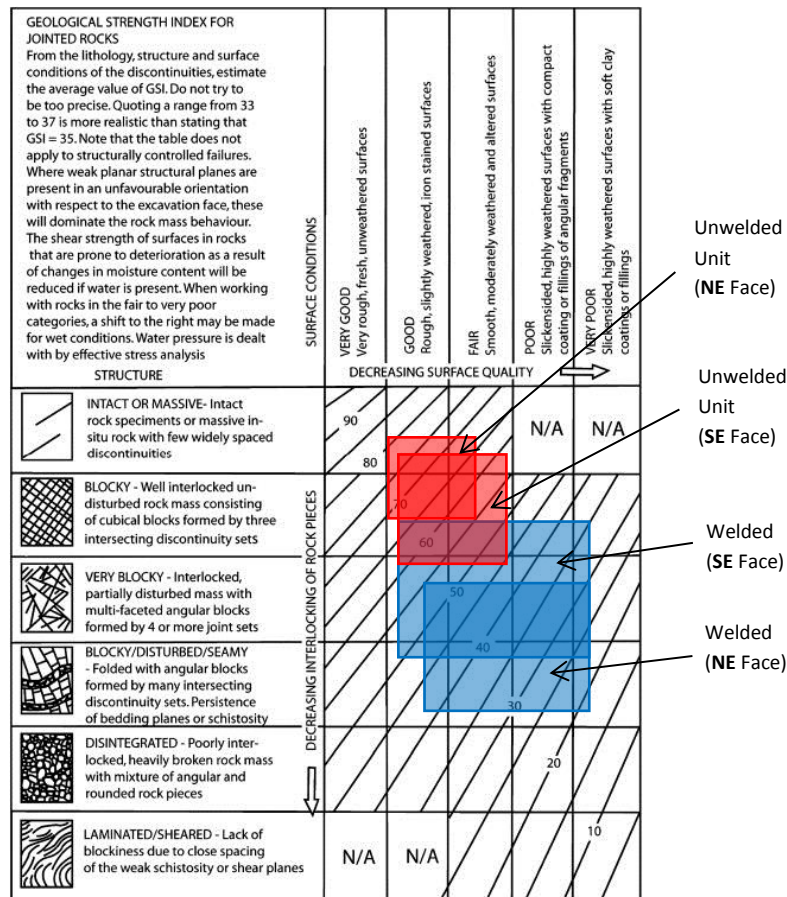 GEOLOGICAL STRENGTH INDEX FOR
JOINTED ROCKS
From the lithology, structure and surface
conditions of the discontinuities, estimate
the average value of GSI. Do not try to
be too precise. Quoting a range from 33
to 37 is more realistic than stating that
GSI = 35. Note that the table does not
apply to structurally controlled failures.
Where weak planar structural planes are
present in an unfavourable orientation
with respect to the excavation face, these
will dominate the rock mass behaviour.
The shear strength of surfaces in rocks
that are prone to deterioration as a result
of changes in moisture content will be
reduced if water is present. When working
with rocks in the fair to very poor
categories, a shift to the right may be made
for wet conditions. Water pressure is dealt
with by effective stress analysis
STRUCTURE
SURFACE CONDITIONS
VERY GOOD
Very rough, fresh, unweathered surfaces
GOOD
Rough, slightly weathered, iron stained surfaces
FAIR
Smooth, moderately weathered and altered surfaces
POOR
Slickensided, highly weathered surfaces with compact
coating or fillings of angular fragments
VERY POOR
Slickensided, highly weathered surfaces with soft clay
coatings or fillings
DECREASING SURFACE QUALITY
DECREASING INTERLOCKING OF ROCK PIECES
INTACT OR MASSIVE- Intact
rock specimens or massive in-
situ rock with few widely spaced
discontinuities
BLOCKY - Well interlocked un-
disturbed rock mass consisting
of cubical blocks formed by three
intersecting discontinuity sets
VERY BLOCKY - Interlocked,
partially disturbed mass with
multi-faceted angular blocks
formed by 4 or more joint sets
BLOCKY/DISTURBED/SEAMY
- Folded with angular blocks
formed by many intersecting
discontinuity sets. Persistence
of bedding planes or schistosity
DISINTEGRATED - Poorly inter-
locked, heavily broken rock mass
with mixture of angular and
rounded rock pieces
LAMINATED/SHEARED - Lack of
blockiness due to close spacing
of the weak schistosity or shear planes
90
80
70
60
50
40
30
20
10
N/A
N/A
N/A
N/A
Unwelded
Unit
(NE Face)
Unwelded
Unit
(SE Face)
Welded
(SE Face)
Welded
(NE Face)